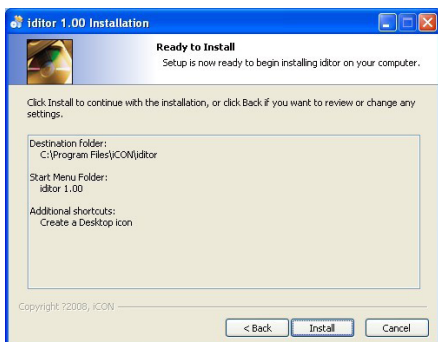 iditor 1.00 Installation
Ready to Install
Setup is now ready to begin installing iditor on your computer.
Click Install to continue with the installation, or click Back if you want to review or change any
settings.
Destination folder:
C:\Program Files\iCON\iditor
Start Menu Folder:
iditor 1.00
Additional shortcuts:
Create a Desktop icon
Copyright ?2008, iCON
< Back Install Cancel